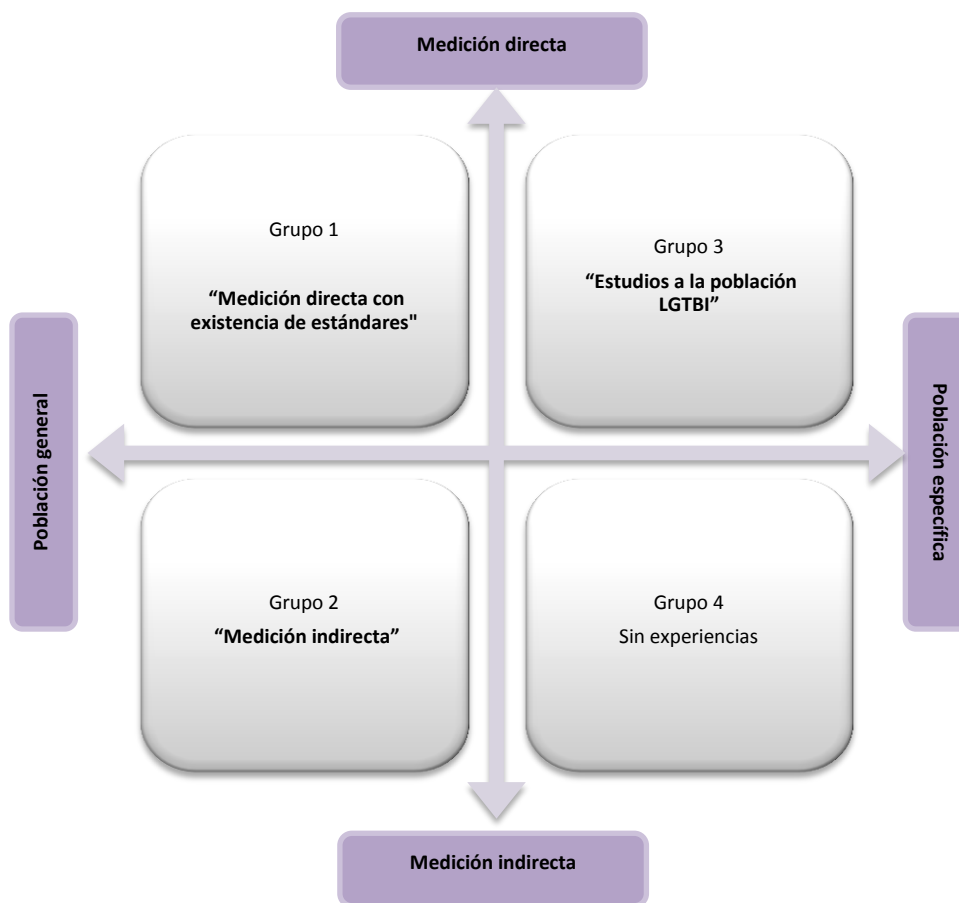 Medición directa
Grupo 1
“Medición directa con
existencia de estándares"
Grupo 3
“Estudios a la población
LGTBI”
Población general
Población específica
Grupo 2
“Medición indirecta”
Grupo 4
Sin experiencias
Medición indirecta